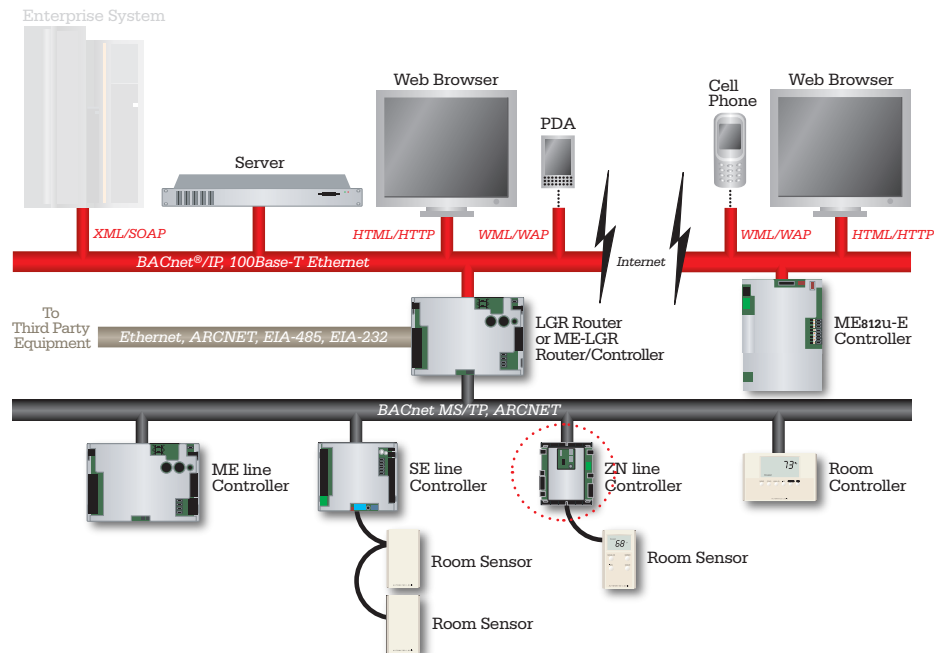 Enterprise System
Web Browser
Cell
Phone
Web Browser
PDA
Server
XML/SOAP
HTML/HTTP
WML/WAP
WML/WAP
HTML/HTTP
BACnet®/IP, 100Base-T Ethernet
Internet
To
Third Party
Equipment
Ethernet, ARCNET, EIA-485, EIA-232
LGR Router
or ME-LGR
Router/Controller
ME812u-E
Controller
BACnet MS/TP, ARCNET
ME line
Controller
SE line
Controller
ZN line
Controller
73°
Room
Controller
68
Room Sensor
Room Sensor
Room Sensor